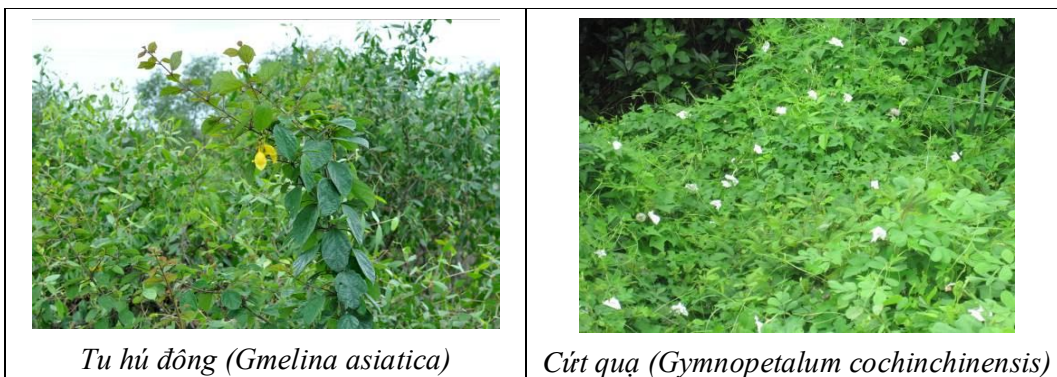 Tu hú đông (Gmelina asiatica)
Cứt quạ (Gymnopetalum cochinchinensis)